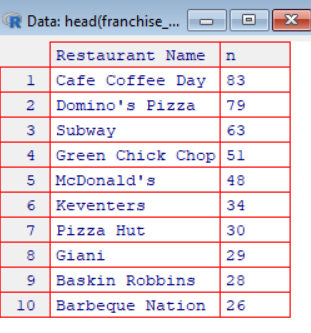 R Data: head(franchise_...
Restaurant Name n
1 Cafe Coffee Day 83
2 Domino's Pizza 79
3 Subway 63
4 Green Chick Chop 51
5 McDonald's 48
6 Keventers 34
7 Pizza Hut 30
8 Giani 29
9 Baskin Robbins 28
10 Barbeque Nation 26